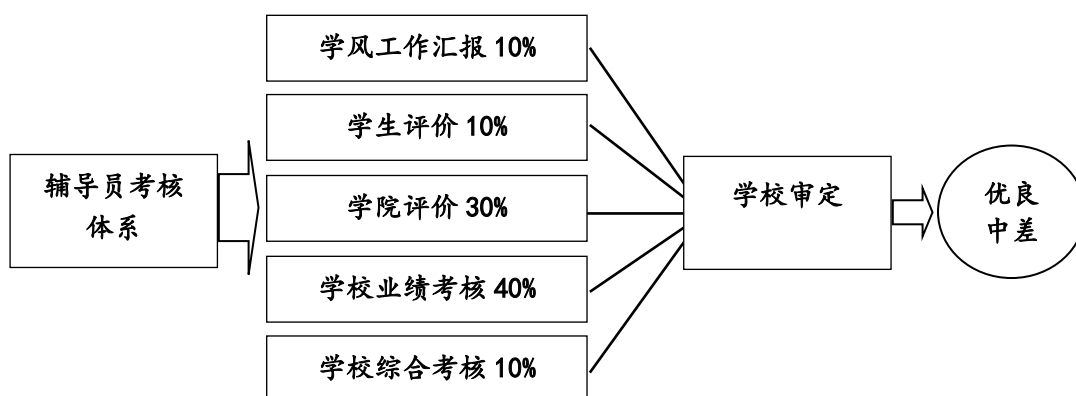 学风工作汇报 10%
学生评价 10%
辅导员考核
体系
学院评价 30%
学校业绩考核 40%
学校综合考核 10%
学校审定
优良
中差